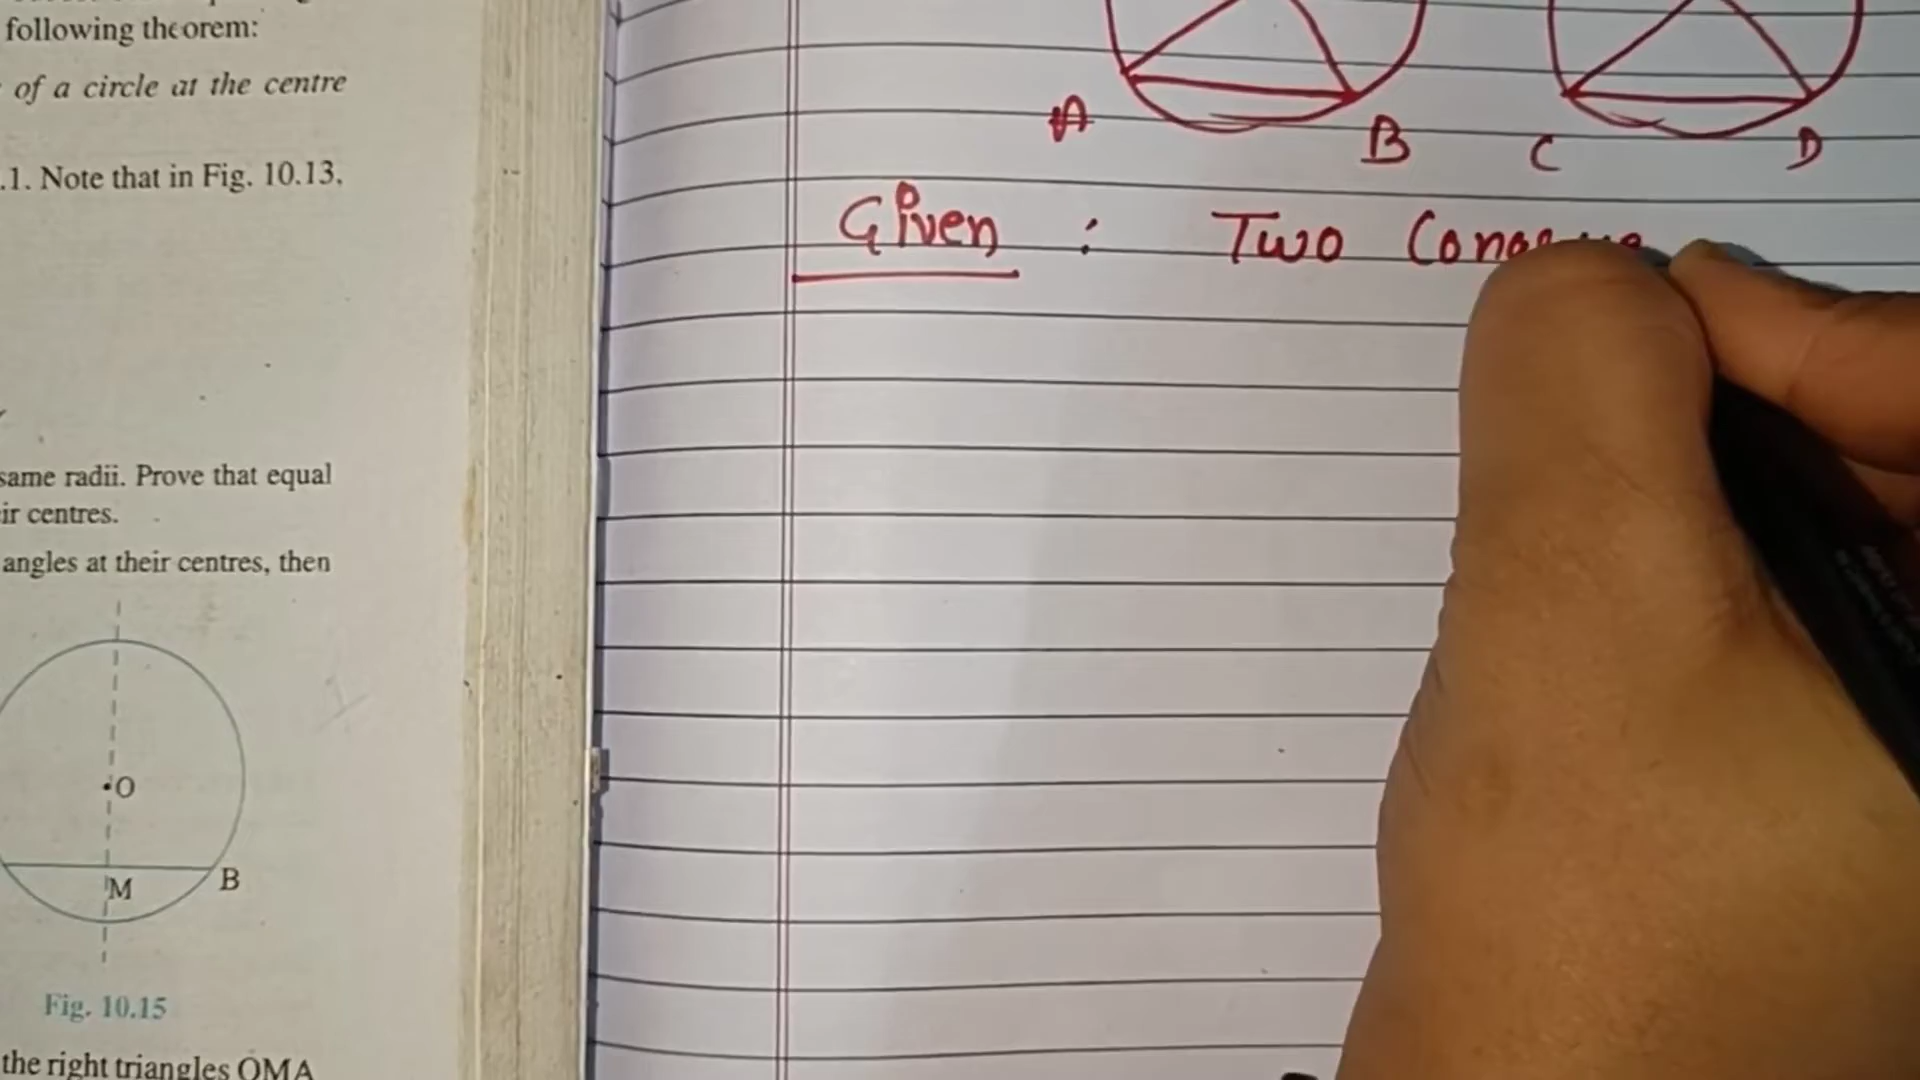 following theorem:
of a circle at the centre
.1. Note that in Fig. 10.13,
same radii. Prove that equal
ir centres.
angles at their centres, then
O
M
B
Fig. 10.15
the right triangles OMA
A
B
C
D
Given : Two